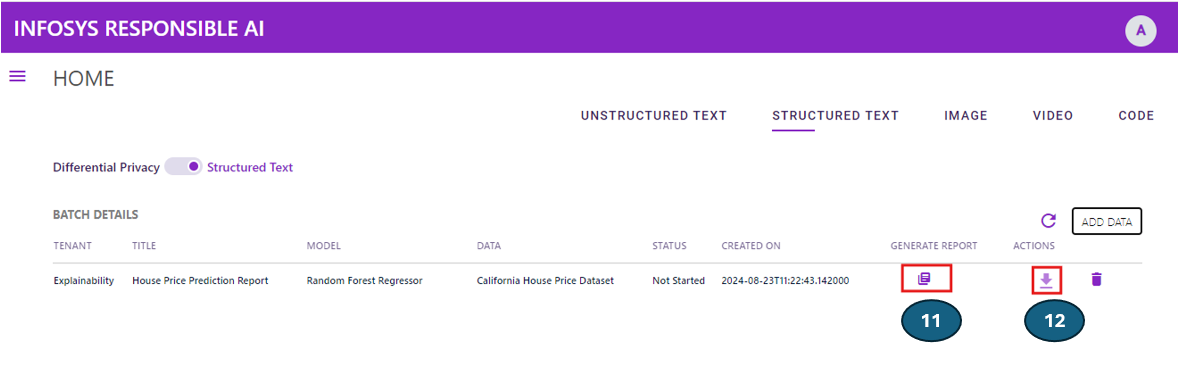 INFOSYS RESPONSIBLE AI
A
HOME
UNSTRUCTURED TEXT STRUCTURED TEXT IMAGE VIDEO CODE
Differential Privacy Structured Text
BATCH DETAILS
ADD DATA
TENANT TITLE MODEL DATA STATUS CREATED ON GENERATE REPORT ACTIONS
Explainability House Price Prediction Report Random Forest Regressor California House Price Dataset Not Started 2024-08-23T11:22:43.142000
11 12